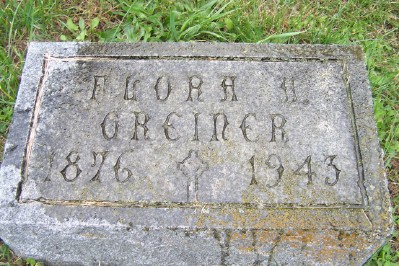 FLORA H.
GREINER
1876 1943